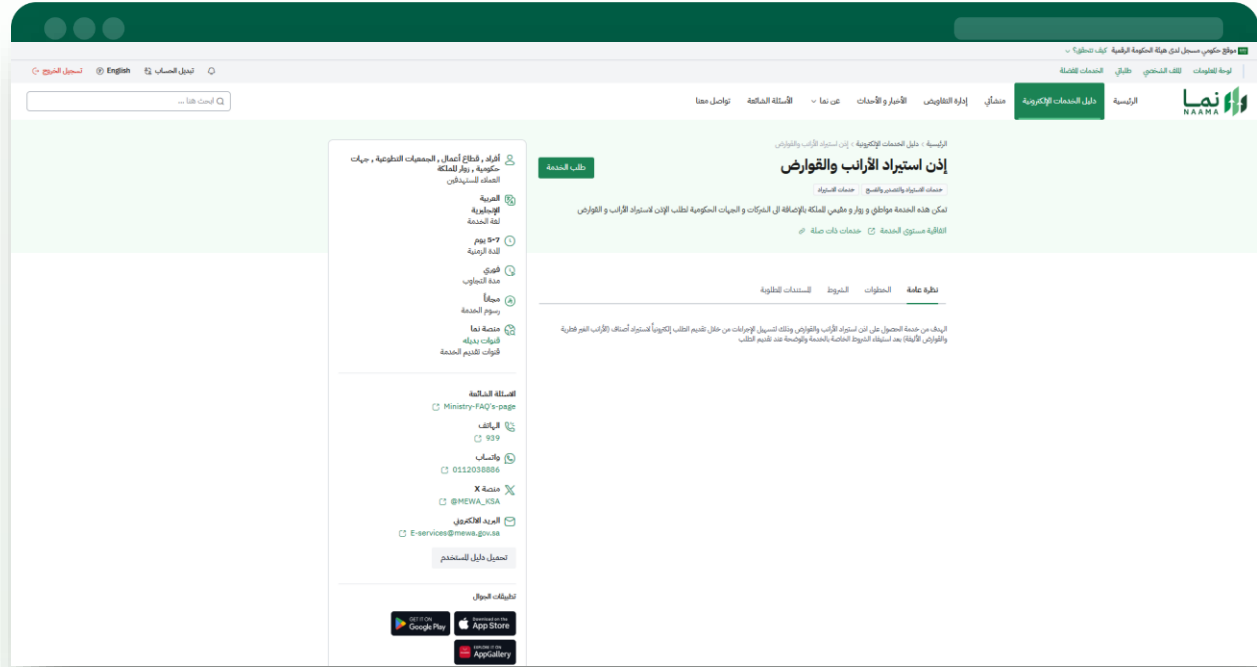 موقع حكومي مسجل لدى هيئة الحكومة الرقمية كيف تتحقق؟
لوحة المعلومات الملف الشخصي طلباتي الخدمات المفضلة
تبديل الحساب English تسجيل الخروج
نما
NAAMA
الرئيسية دليل الخدمات الإلكترونية منشأتي إدارة التفاويض الأخبار و الأحداث عن نما الأسئلة الشائعة تواصل معنا
ابحث هنا ...
الرئيسية › دليل الخدمات الإلكترونية › إذن استيراد الأرانب والقوارض
إذن استيراد الأرانب والقوارض
طلب الخدمة
خدمات الاستيراد والتصدير والفسح خدمات الاستيراد
تمكن هذه الخدمة مواطني و زوار و مقيمي المملكة بالإضافة الى الشركات و الجهات الحكومية لطلب الإذن لاستيراد الأرانب و القوارض
اتفاقية مستوى الخدمة خدمات ذات صلة
نظرة عامة الخطوات الشروط المستندات المطلوبة
الهدف من خدمة الحصول على اذن استيراد الأرانب والقوارض وذلك لتسهيل الإجراءات من خلال تقديم الطلب إلكترونياً لاستيراد أصناف (الأرانب الغير فطرية
والقوارض الأليفة) بعد استيفاء الشروط الخاصة بالخدمة والموضحة عند تقديم الطلب
أفراد , قطاع أعمال , الجمعيات التطوعية , جهات
حكومية , زوار المملكة
العملاء المستهدفين
العربية
الإنجليزية
لغة الخدمة
5-7 يوم
المدة الزمنية
فوري
مدة التجاوب
مجاناً
رسوم الخدمة
منصة نما
قنوات بديله
قنوات تقديم الخدمة
الاسئلة الشائعة
Ministry-FAQ's-page
الهاتف
939
واتساب
0112038886
منصة X
@MEWA_KSA
البريد الالكتروني
E-services@mewa.gov.sa
تحميل دليل المستخدم
تطبيقات الجوال
Download on the
App Store
GET IT ON
Google Play
EXPLORE IT ON
AppGallery